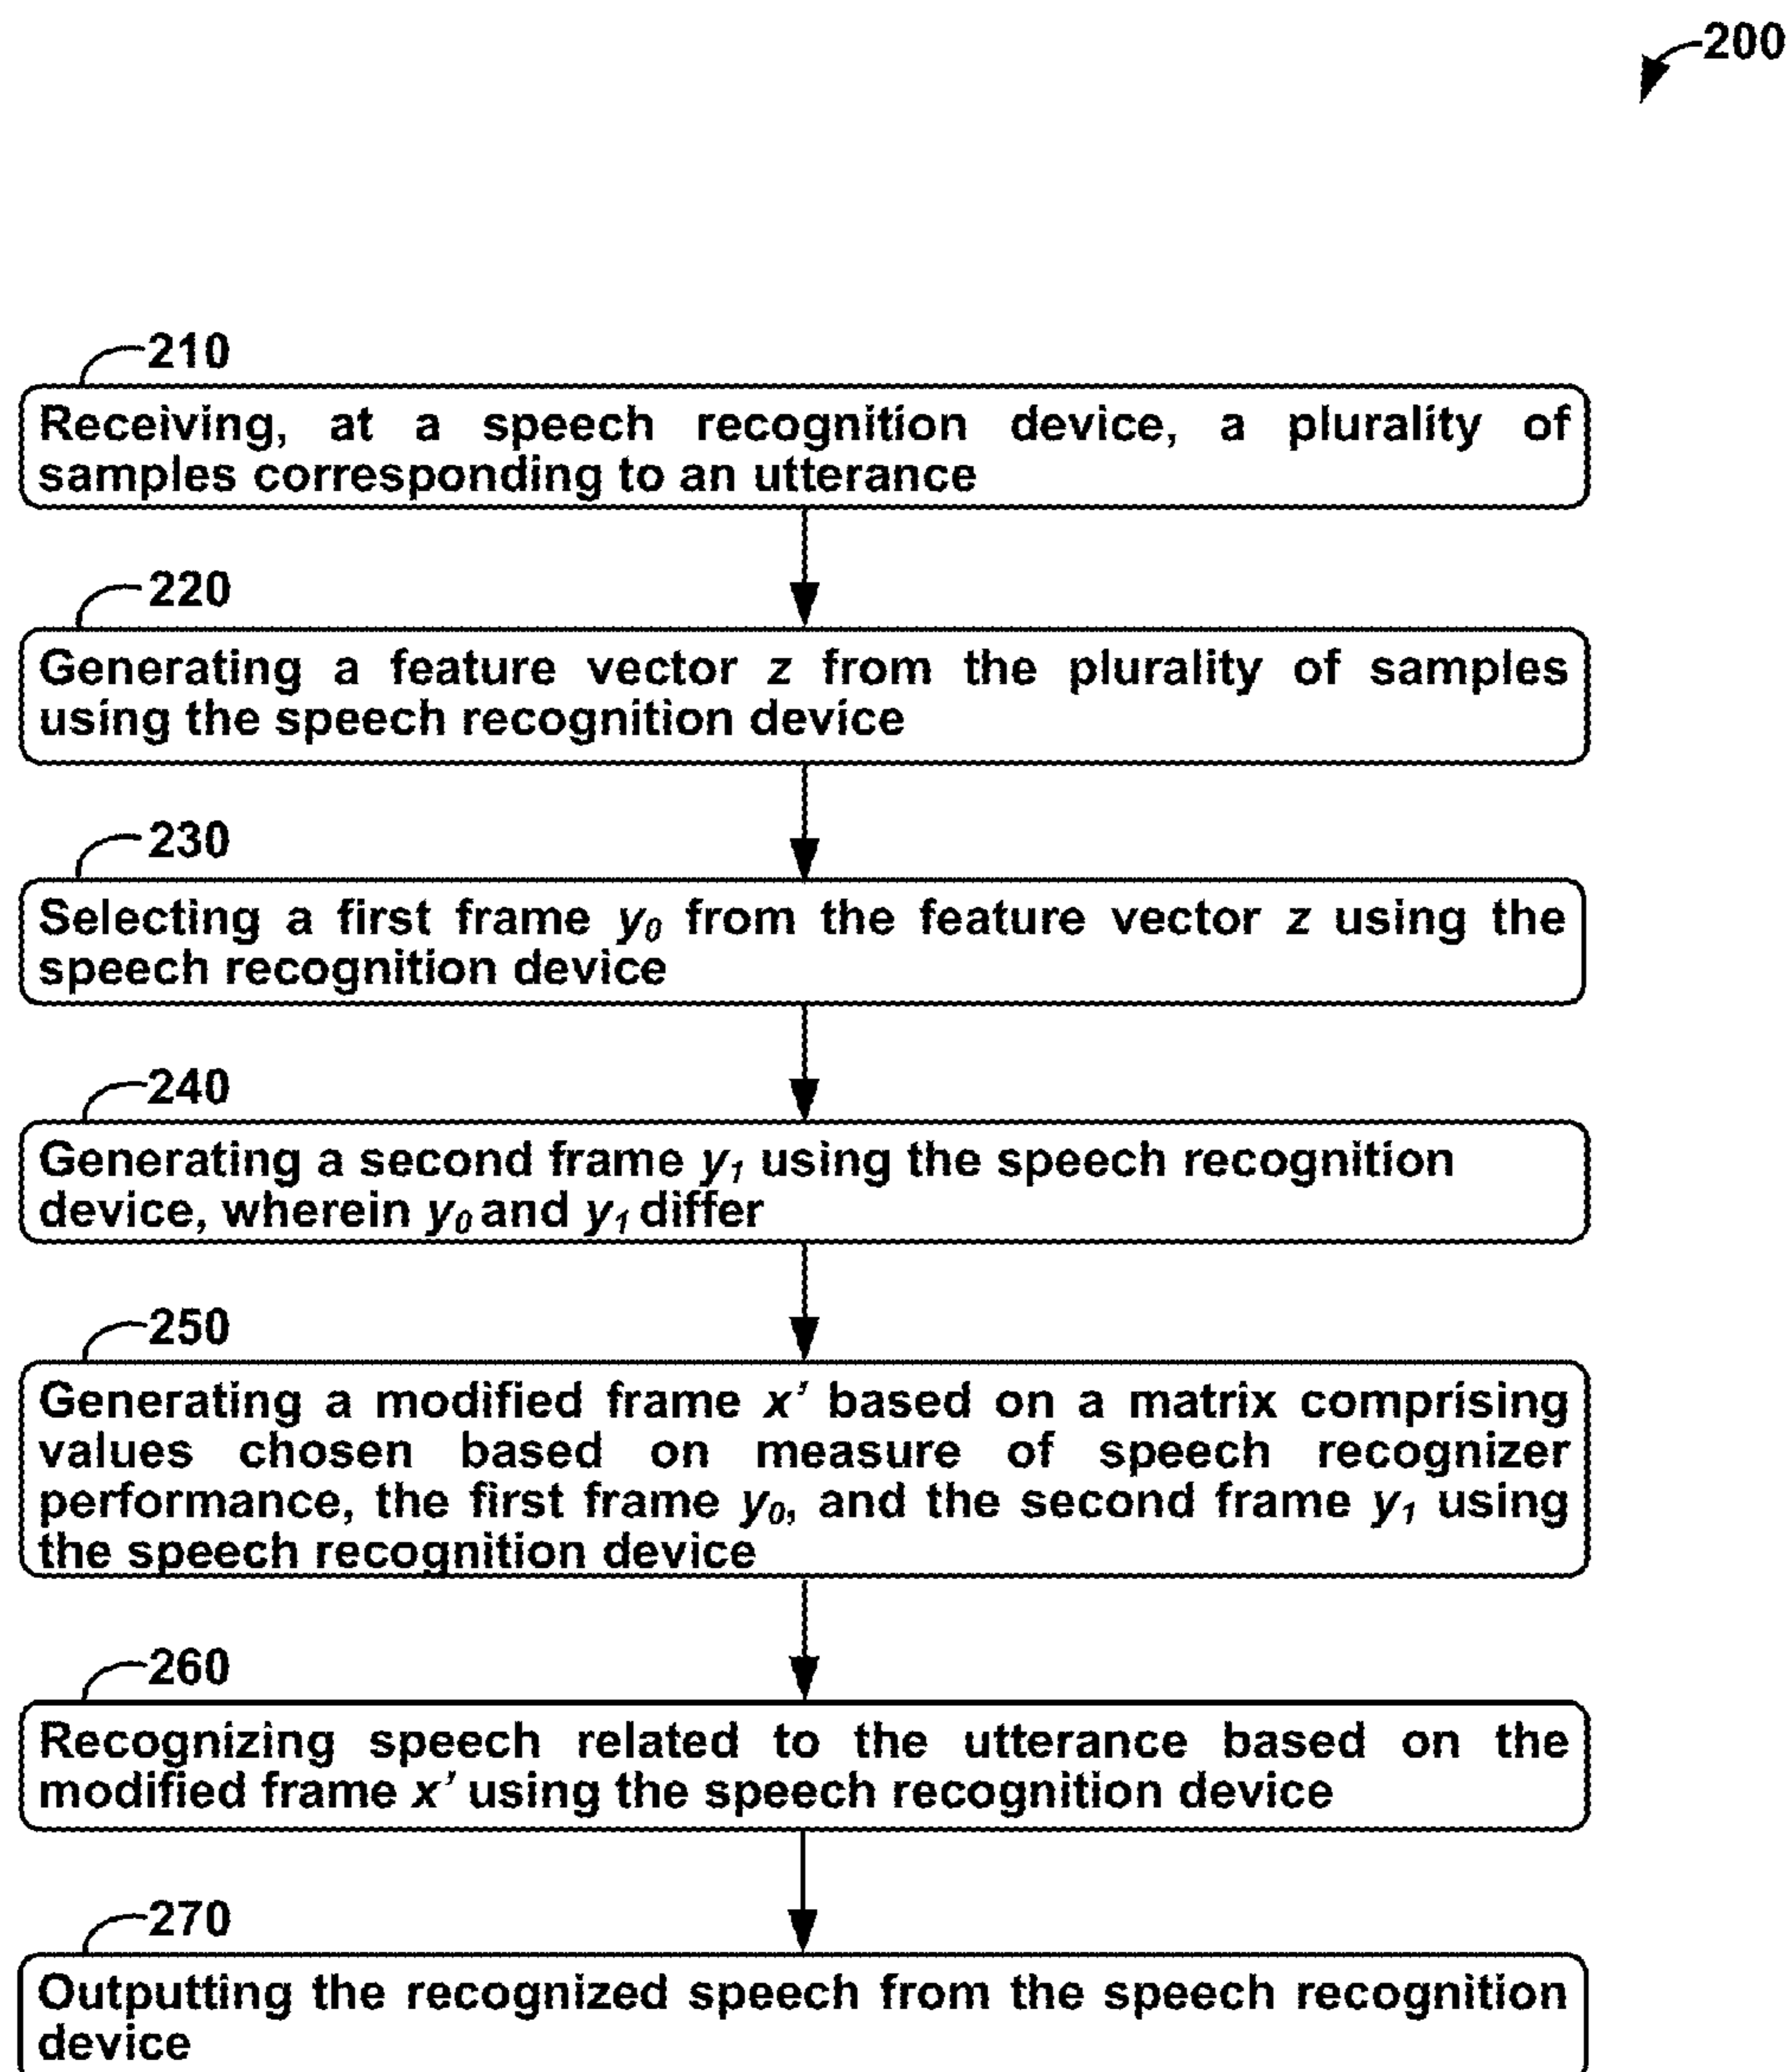 200
210
Receiving, at a speech recognition device, a plurality of
samples corresponding to an utterance
220
Generating a feature vector z from the plurality of samples
using the speech recognition device
230
Selecting a first frame y0 from the feature vector z using the
speech recognition device
240
Generating a second frame y1 using the speech recognition
device, wherein y0 and y1 differ
250
Generating a modified frame x' based on a matrix comprising
values chosen based on measure of speech recognizer
performance, the first frame y0, and the second frame y1 using
the speech recognition device
260
Recognizing speech related to the utterance based on the
modified frame x' using the speech recognition device
270
Outputting the recognized speech from the speech recognition
device